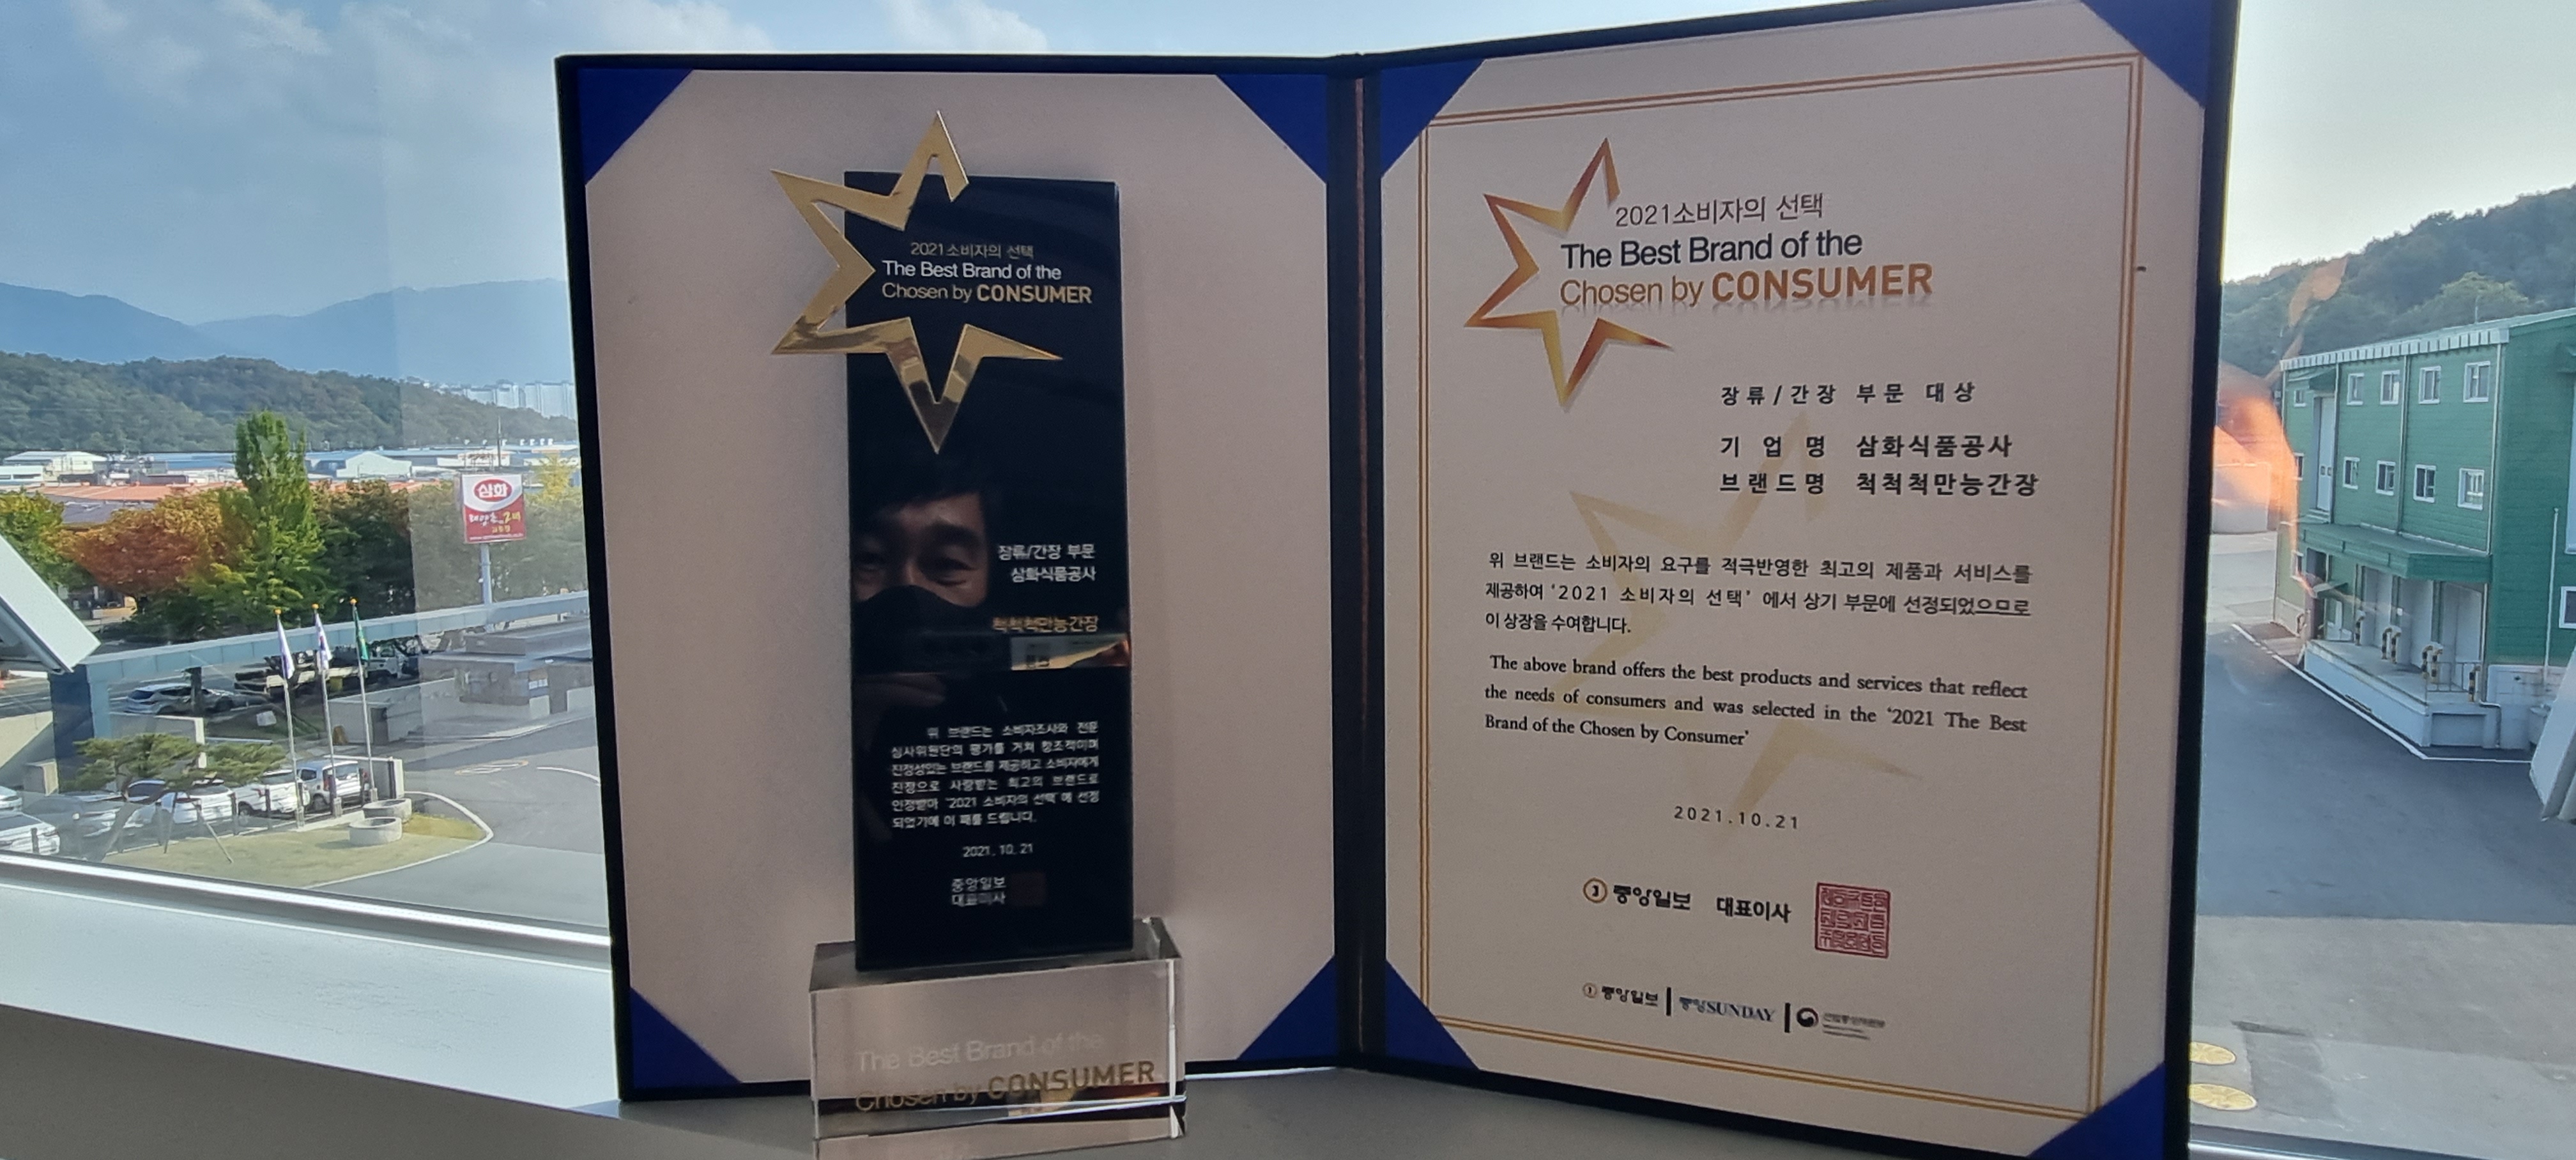 2021소비자의 선택
The Best Brand of the
Chosen by CONSUMER
장류/간장 부문
삼화식품공사
척척척만능간장
위 브랜드는 소비자조사와 전문
심사위원단의 평가를 거쳐 창조적이며
진정성있는 브랜드를 제공하고 소비자에게
진정으로 사랑받는 최고의 브랜드로
인정받아 '2021 소비자의 선택'에 선정
되었기에 이 패를 드립니다.
2021. 10. 21
중앙일보
대표이사
The Best Brand of the
Chosen by CONSUMER
2021소비자의 선택
The Best Brand of the
Chosen by CONSUMER
장류/간장 부문 대상
기업명 삼화식품공사
브랜드명 척척척만능간장
위 브랜드는 소비자의 요구를 적극반영한 최고의 제품과 서비스를
제공하여 '2021 소비자의 선택' 에서 상기 부문에 선정되었으므로
이 상장을 수여합니다.
The above brand offers the best products and services that reflect
the needs of consumers and was selected in the '2021 The Best
Brand of the Chosen by Consumer'
2021.10.21
중앙일보 대표이사
중앙일보 중앙SUNDAY 산업통상자원부
삼화